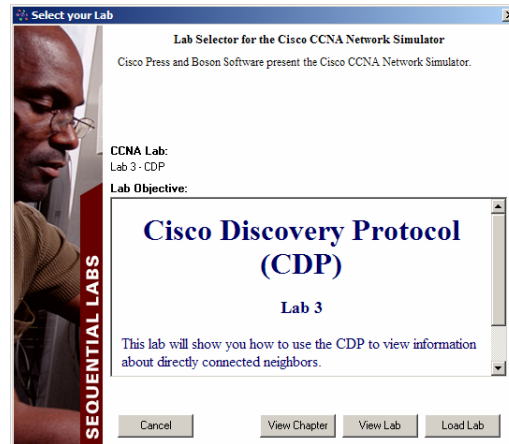 Select your Lab
Lab Selector for the Cisco CCNA Network Simulator
Cisco Press and Boson Software present the Cisco CCNA Network Simulator.
CCNA Lab:
Lab 3 - CDP
Lab Objective:
Cisco Discovery Protocol
(CDP)
Lab 3
This lab will show you how to use the CDP to view information
about directly connected neighbors.
SEQUENTIAL LABS
Cancel
View Chapter
View Lab
Load Lab